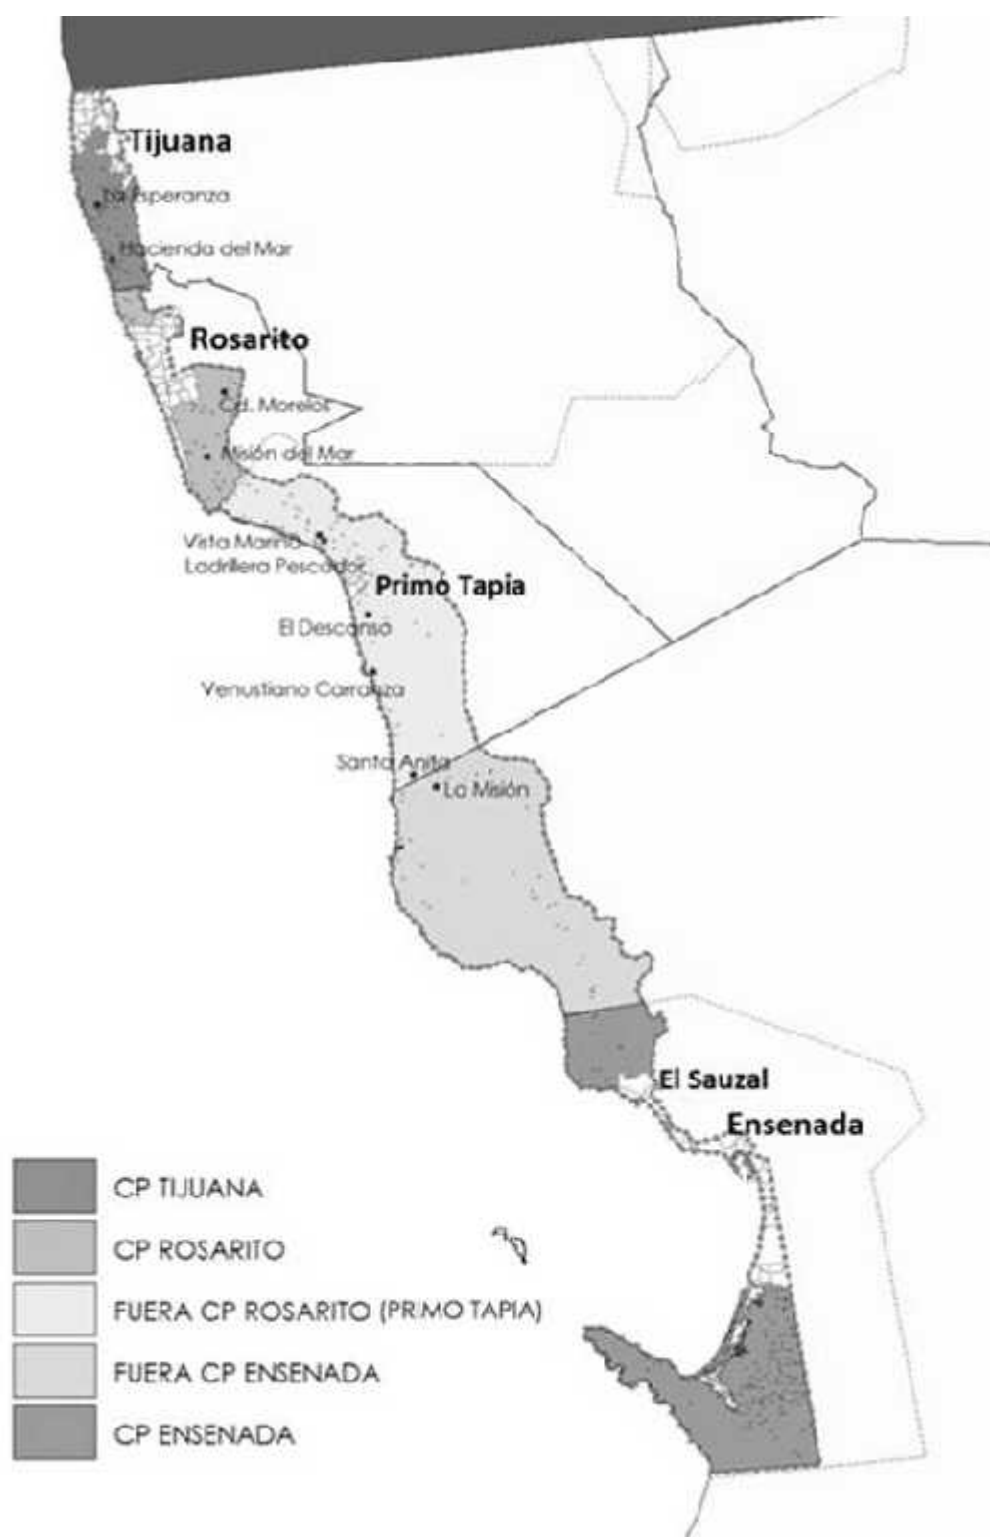 Tijuana
La Esperanza
Hacienda del Mar
Rosarito
Cd. Morelos
Misión del Mar
Vista Marina
Ladrillera Pescador
Primo Tapia
El Descanso
Venustiano Carranza
Santa Anita
La Misión
El Sauzal
Ensenada
CP TIJUANA
CP ROSARITO
FUERA CP ROSARITO (PRIMO TAPIA)
FUERA CP ENSENADA
CP ENSENADA